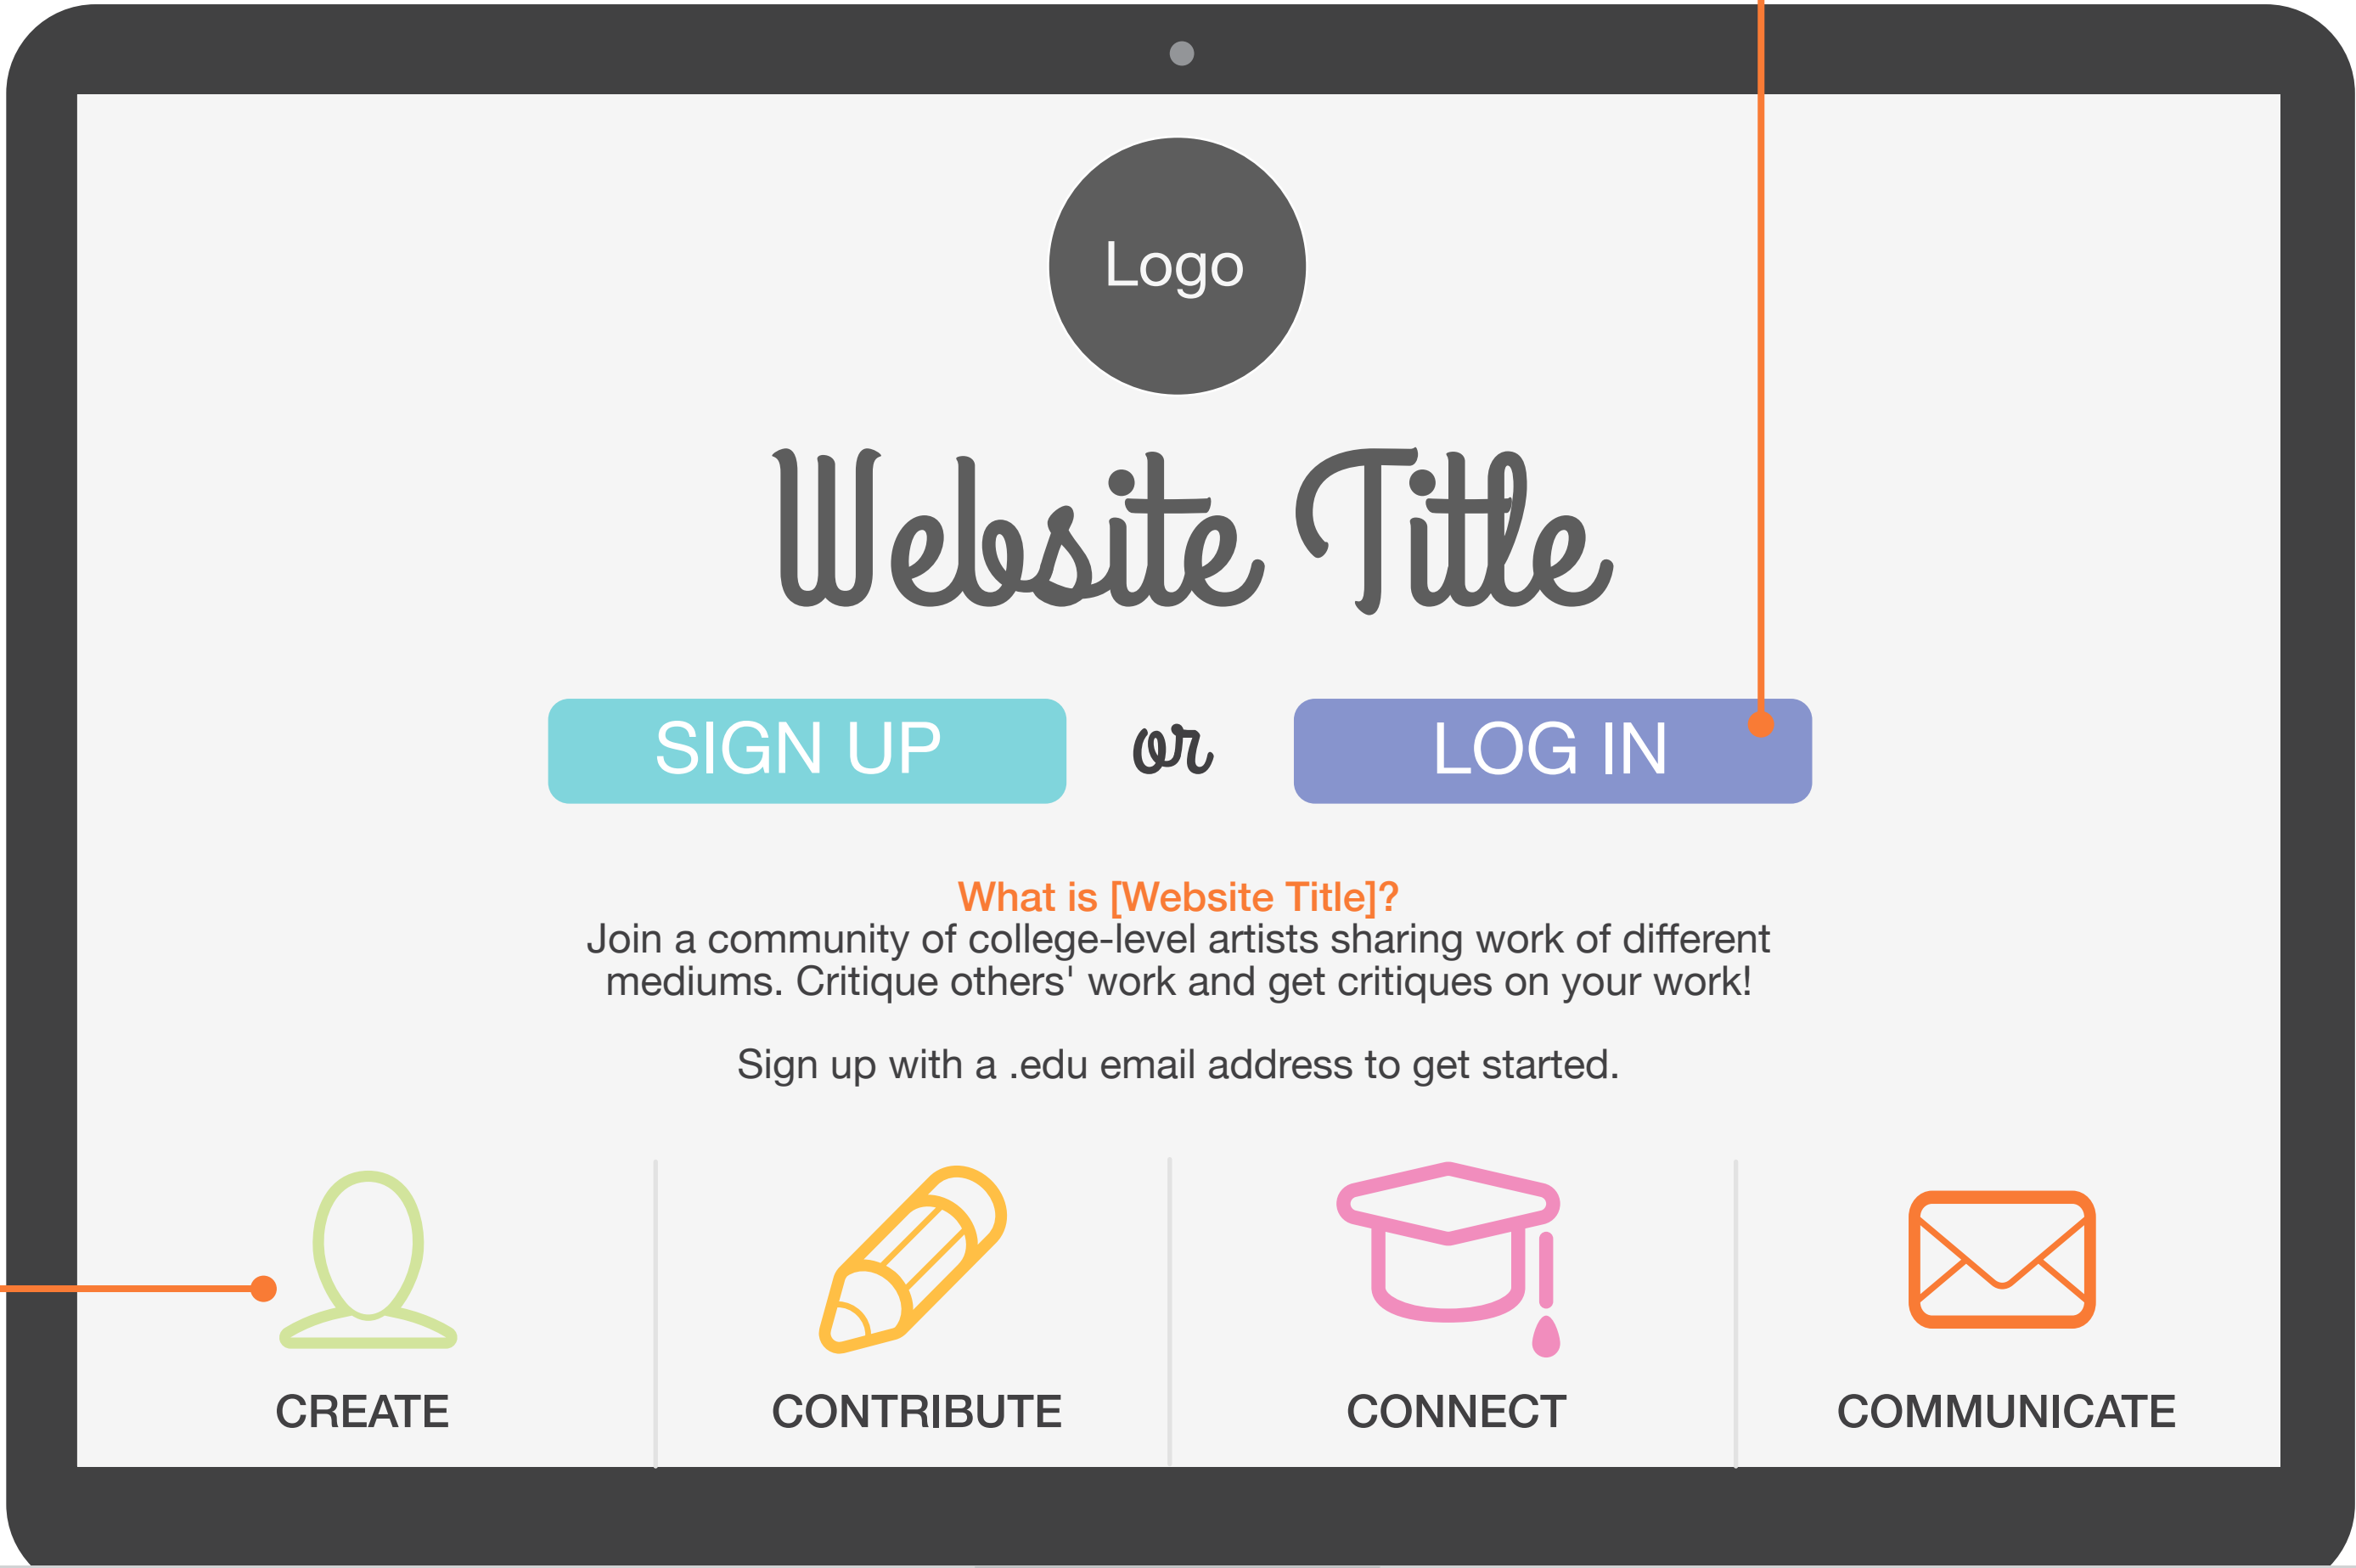 Logo
Website Title
SIGN UP or LOG IN
What is [Website Title]?
Join a community of college-level artists sharing work of different
mediums. Critique others' work and get critiques on your work!
Sign up with a .edu email address to get started.
CREATE
CONTRIBUTE
CONNECT
COMMUNICATE